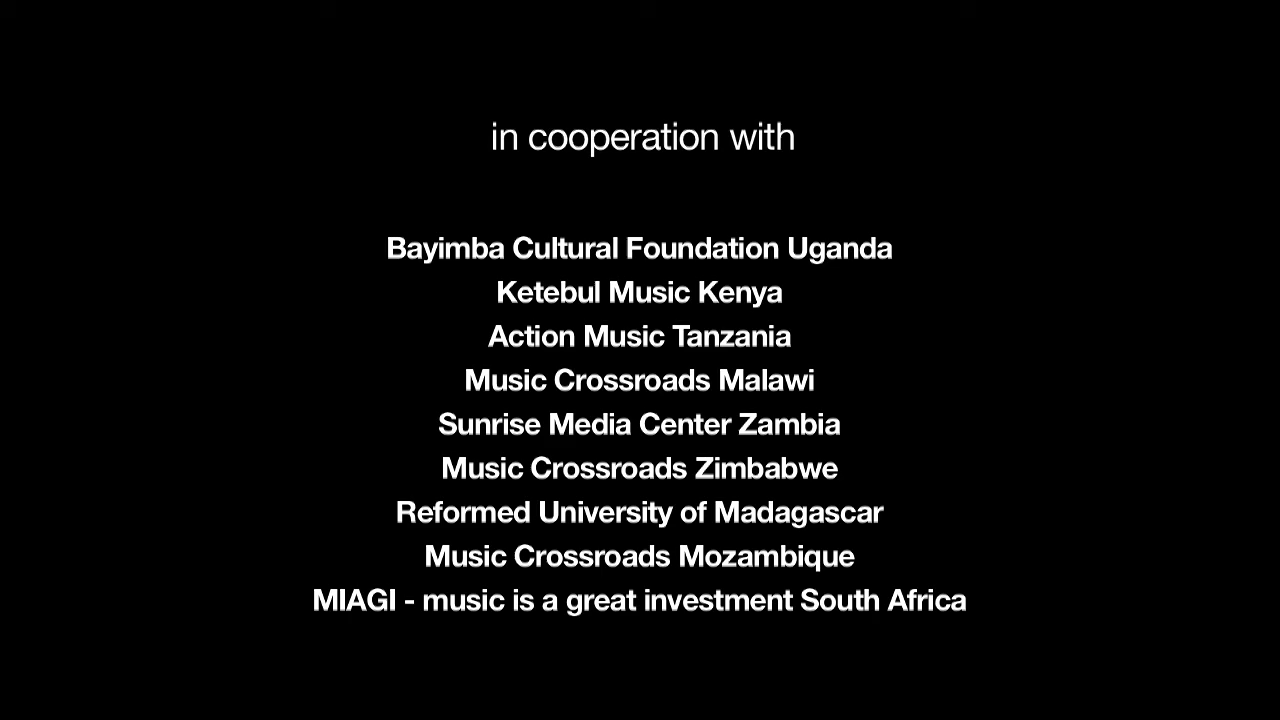 in cooperation with
Bayimba Cultural Foundation Uganda
Ketebul Music Kenya
Action Music Tanzania
Music Crossroads Malawi
Sunrise Media Center Zambia
Music Crossroads Zimbabwe
Reformed University of Madagascar
Music Crossroads Mozambique
MIAGI - music is a great investment South Africa